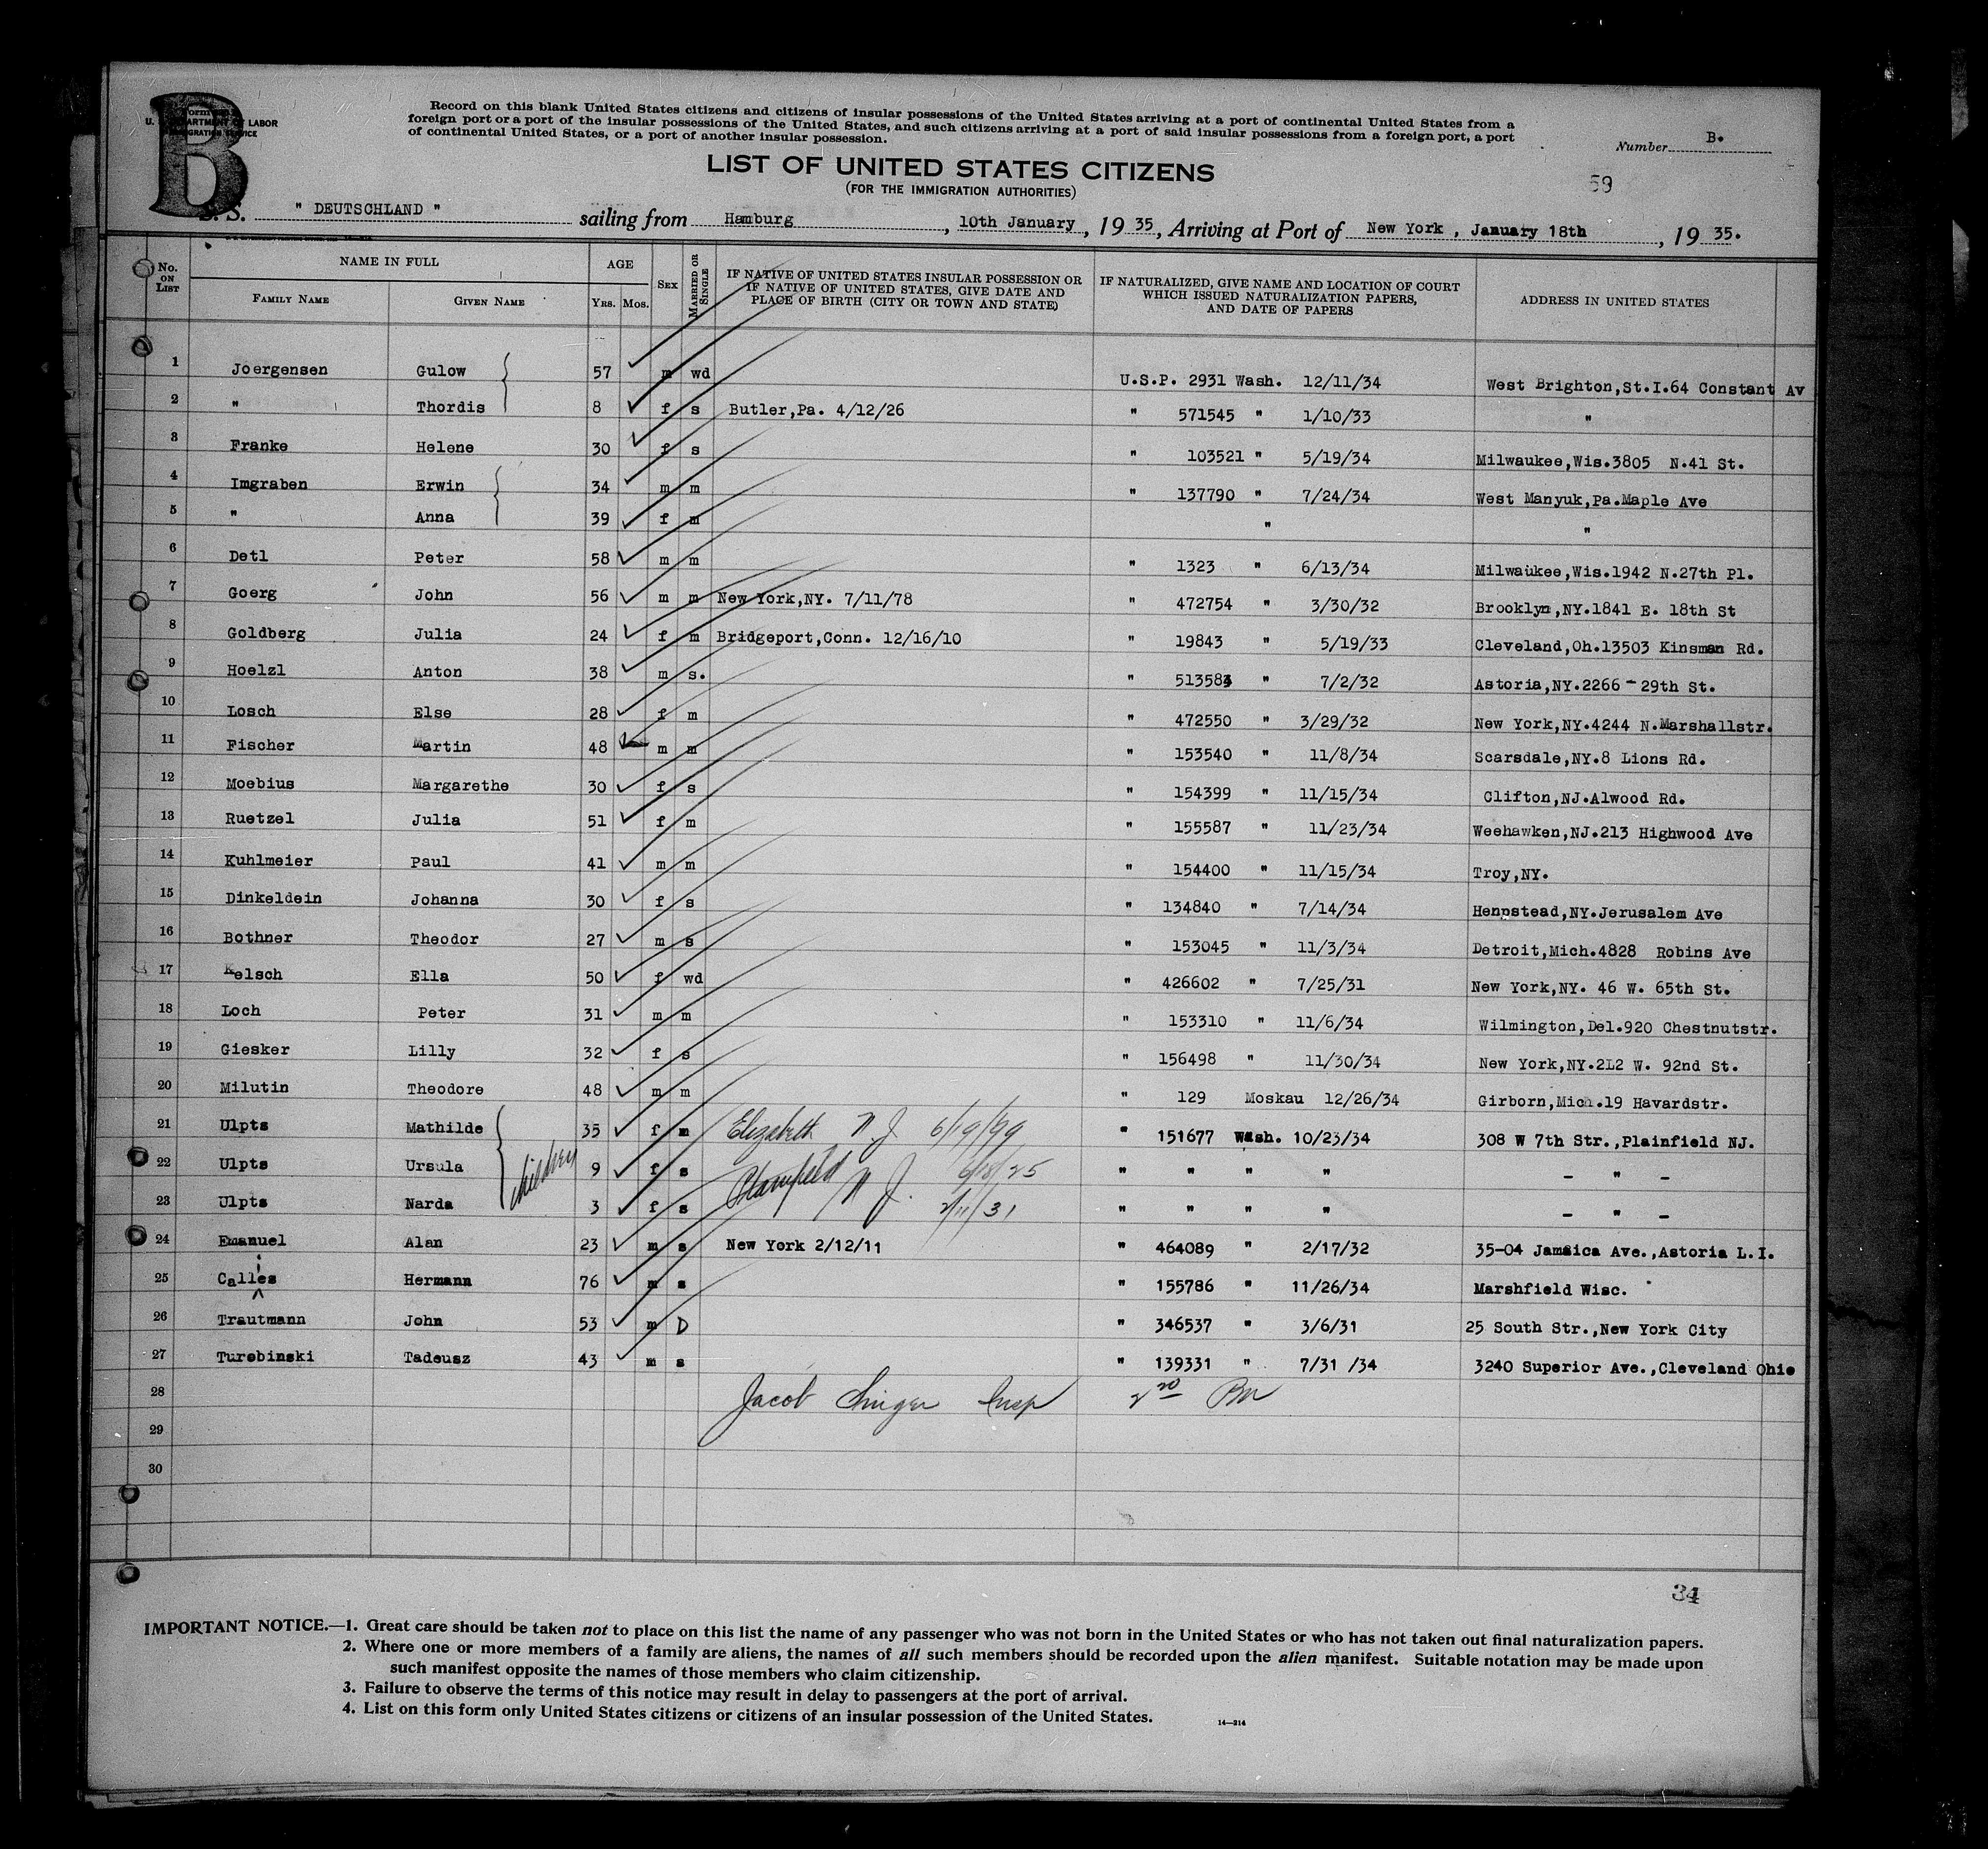 B
Form
U. S. DEPARTMENT OF LABOR
IMMIGRATION SERVICE
Record on this blank United States citizens and citizens of insular possessions of the United States arriving at a port of continental United States from a
foreign port or a port of the insular possessions of the United States, and such citizens arriving at a port of said insular possessions from a foreign port, a port
of continental United States, or a port of another insular possession.
Number B.
LIST OF UNITED STATES CITIZENS
(FOR THE IMMIGRATION AUTHORITIES)
59
S. S. " DEUTSCHLAND " sailing from Hamburg, 10th January, 19 35, Arriving at Port of New York, January 18th, 19 35.
No. ON LIST NAME IN FULL AGE SEX MARRIED OR SINGLE IF NATIVE OF UNITED STATES INSULAR POSSESSION OR IF NATIVE OF UNITED STATES, GIVE DATE AND PLACE OF BIRTH (CITY OR TOWN AND STATE) IF NATURALIZED, GIVE NAME AND LOCATION OF COURT WHICH ISSUED NATURALIZATION PAPERS, AND DATE OF PAPERS ADDRESS IN UNITED STATES
FAMILY NAME GIVEN NAME YRS. MOS.
1 Joergensen Gulow 57 m wd U.S.P. 2931 Wash. 12/11/34 West Brighton,St.I.64 Constant Av
2 " Thordis 8 f s Butler,Pa. 4/12/26 " 571545 " 1/10/33 "
3 Franke Helene 30 f s " 103521 " 5/19/34 Milwaukee,Wis.3805 N.41 St.
4 Imgraben Erwin 34 m m " 137790 " 7/24/34 West Manyuk,Pa.Maple Ave
5 " Anna 39 f m " "
6 Detl Peter 58 m m " 1323 " 6/13/34 Milwaukee,Wis.1942 N.27th Pl.
7 Goerg John 56 m m New York,NY. 7/11/78 " 472754 " 3/30/32 Brooklyn,NY.1841 E. 18th St
8 Goldberg Julia 24 f m Bridgeport,Conn. 12/16/10 " 19843 " 5/19/33 Cleveland,Oh.13503 Kinsman Rd.
9 Hoelzl Anton 38 m s. " 513583 " 7/2/32 Astoria,NY.2266 - 29th St.
10 Losch Else 28 f m " 472550 " 3/29/32 New York,NY.4244 N.Marshallstr.
11 Fischer Martin 48 m m " 153540 " 11/8/34 Scarsdale,NY.8 Lions Rd.
12 Moebius Margarethe 30 f s " 154399 " 11/15/34 Clifton,NJ.Alwood Rd.
13 Ruetzel Julia 51 f m " 155587 " 11/23/34 Weehawken,NJ.213 Highwood Ave
14 Kuhlmeier Paul 41 m m " 154400 " 11/15/34 Troy,NY.
15 Dinkeldein Johanna 30 f s " 134840 " 7/14/34 Henpstead,NY.Jerusalem Ave
16 Bothner Theodor 27 m s " 153045 " 11/3/34 Detroit,Mich.4828 Robins Ave
17 Kelsch Ella 50 f wd " 426602 " 7/25/31 New York,NY. 46 W. 65th St.
18 Loch Peter 31 m m " 153310 " 11/6/34 Wilmington,Del.920 Chestnutstr.
19 Giesker Lilly 32 f s " 156498 " 11/30/34 New York,NY.2L2 W. 92nd St.
20 Milutin Theodore 48 m m " 129 Moskau 12/26/34 Girborn,Mich.19 Havardstr.
21 Ulpts Mathilde 35 f m Elizabeth N J 6/19/99 " 151677 Wash. 10/23/34 308 W 7th Str.,Plainfield NJ.
22 Ulpts Ursula children 9 f s Plainfield N J. 6/8/25 " " " " - " -
23 Ulpts Narda 3 f s 2/11/31 " " " " - " -
24 Emanuel Alan 23 m s New York 2/12/11 " 464089 " 2/17/32 35-04 Jamaica Ave.,Astoria L.I.
25 Callies Hermann 76 m s " 155786 " 11/26/34 Marshfield Wisc.
26 Trautmann John 53 m D " 346537 " 3/6/31 25 South Str.,New York City
27 Turobinski Tadeusz 43 m s " 139331 " 7/31 /34 3240 Superior Ave.,Cleveland Ohio
28 Jacob Singer Insp 2nd
29
30
34
IMPORTANT NOTICE.—1. Great care should be taken not to place on this list the name of any passenger who was not born in the United States or who has not taken out final naturalization papers.
2. Where one or more members of a family are aliens, the names of all such members should be recorded upon the alien manifest. Suitable notation may be made upon
such manifest opposite the names of those members who claim citizenship.
3. Failure to observe the terms of this notice may result in delay to passengers at the port of arrival.
4. List on this form only United States citizens or citizens of an insular possession of the United States.
14—214